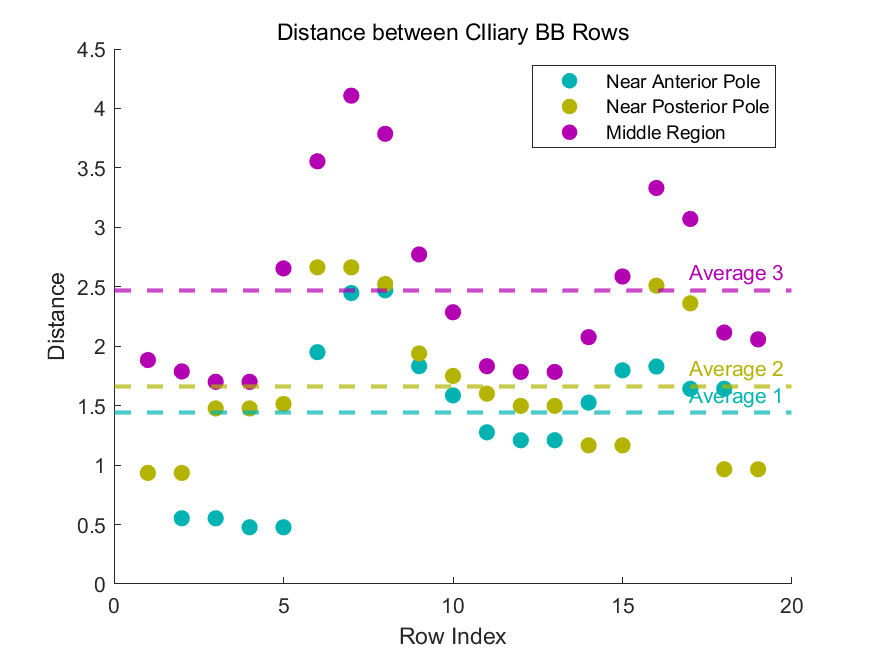 Distance between CIliary BB Rows
4.5
4
3.5
3
2.5
2
1.5
1
0.5
0
Distance
Near Anterior Pole
Near Posterior Pole
Middle Region
Average 3
Average 2
Average 1
0 5 10 15 20
Row Index